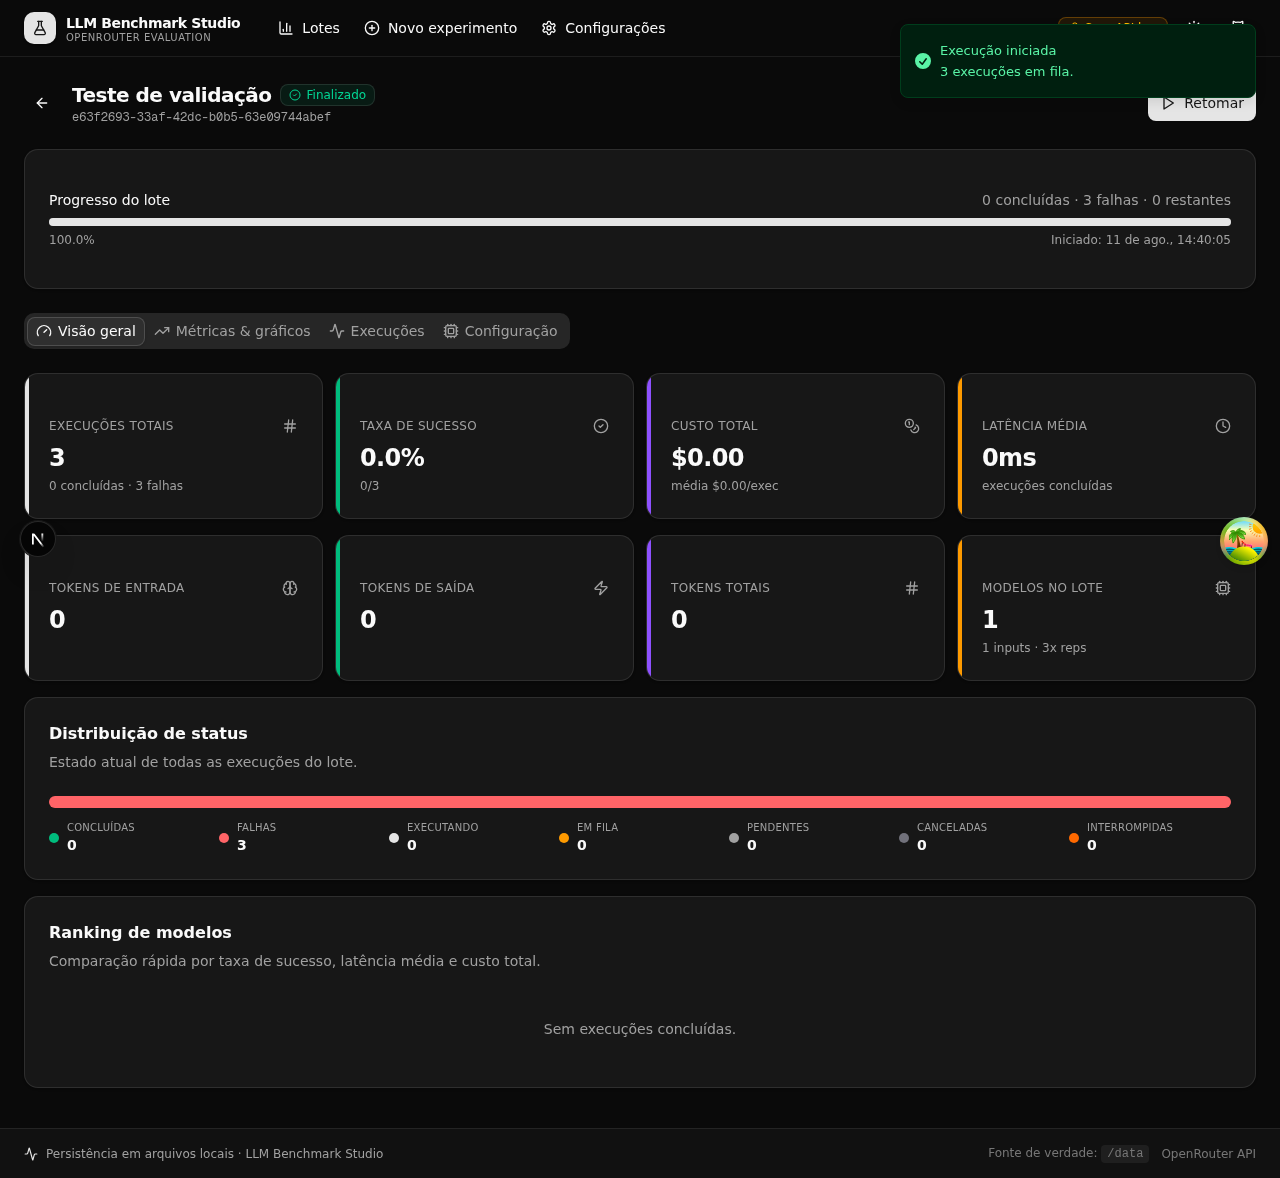 LLM Benchmark Studio
OPENROUTER EVALUATION
Lotes
Novo experimento
Configurações
Execução iniciada
3 execuções em fila.
Teste de validação
Finalizado
e63f2693-33af-42dc-b0b5-63e09744abef
Retomar
Progresso do lote
0 concluídas · 3 falhas · 0 restantes
100.0%
Iniciado: 11 de ago., 14:40:05
Visão geral
Métricas & gráficos
Execuções
Configuração
EXECUÇÕES TOTAIS
3
0 concluídas · 3 falhas
TAXA DE SUCESSO
0.0%
0/3
CUSTO TOTAL
$0.00
média $0.00/exec
LATÊNCIA MÉDIA
0ms
execuções concluídas
N
TOKENS DE ENTRADA
0
TOKENS DE SAÍDA
0
TOKENS TOTAIS
0
MODELOS NO LOTE
1
1 inputs · 3x reps
Distribuição de status
Estado atual de todas as execuções do lote.
CONCLUÍDAS
0
FALHAS
3
EXECUTANDO
0
EM FILA
0
PENDENTES
0
CANCELADAS
0
INTERROMPIDAS
0
Ranking de modelos
Comparação rápida por taxa de sucesso, latência média e custo total.
Sem execuções concluídas.
Persistência em arquivos locais · LLM Benchmark Studio
Fonte de verdade: /data
OpenRouter API